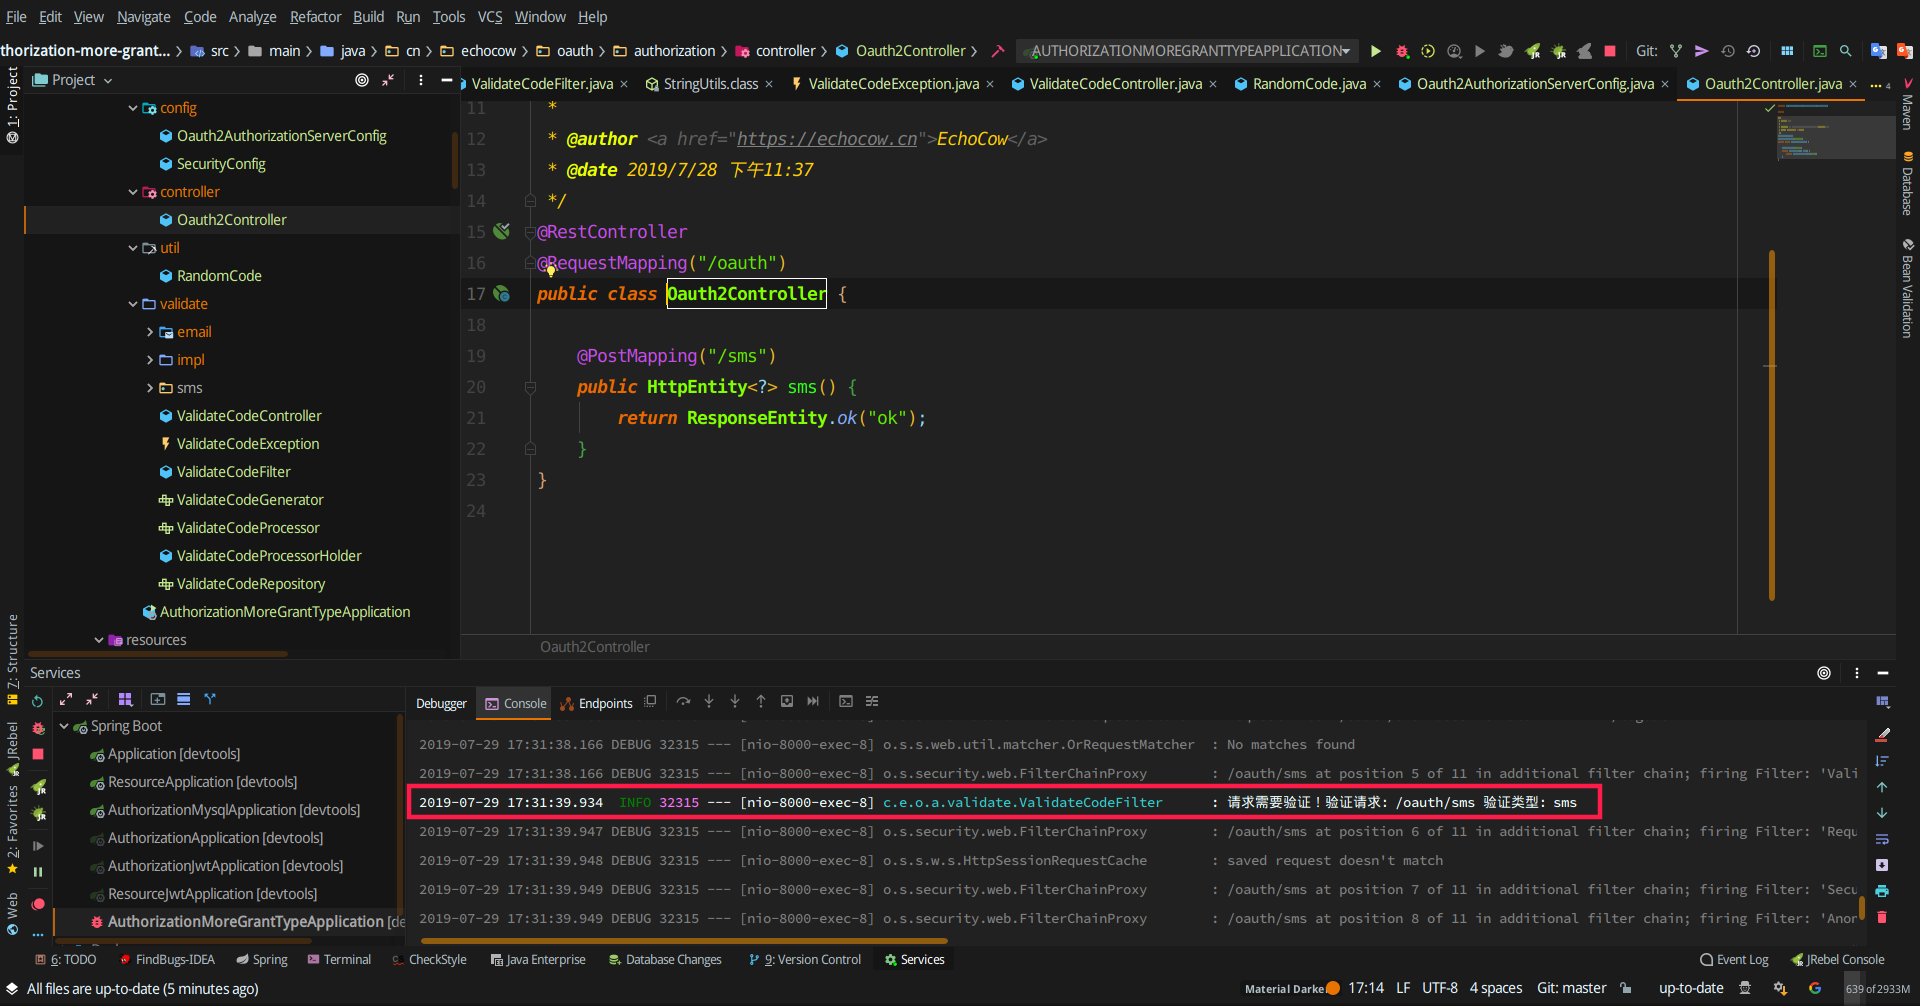 File Edit View Navigate Code Analyze Refactor Build Run Tools VCS Window Help
thorization-more-grant... src main java cn echocow oauth authorization controller Oauth2Controller AUTHORIZATIONMOREGRANTTYPEAPPLICATION Git:
Project
ValidateCodeFilter.java StringUtils.class ValidateCodeException.java ValidateCodeController.java RandomCode.java Oauth2AuthorizationServerConfig.java Oauth2Controller.java 4
1: Project
config
Oauth2AuthorizationServerConfig
SecurityConfig
controller
Oauth2Controller
util
RandomCode
validate
email
impl
sms
ValidateCodeController
ValidateCodeException
ValidateCodeFilter
ValidateCodeGenerator
ValidateCodeProcessor
ValidateCodeProcessorHolder
ValidateCodeRepository
AuthorizationMoreGrantTypeApplication
resources
11 *
12 * @author <a href="https://echocow.cn">EchoCow</a>
13 * @date 2019/7/28 下午11:37
14 */
15 @RestController
16 @RequestMapping("/oauth")
17 public class Oauth2Controller {
18
19 @PostMapping("/sms")
20 public HttpEntity<?> sms() {
21 return ResponseEntity.ok("ok");
22 }
23 }
24
Oauth2Controller
Maven
Database
Bean Validation
7: Structure
JRebel
2: Favorites
Web
Services
Debugger Console Endpoints
Spring Boot
Application [devtools]
ResourceApplication [devtools]
AuthorizationMysqlApplication [devtools]
AuthorizationApplication [devtools]
AuthorizationJwtApplication [devtools]
ResourceJwtApplication [devtools]
AuthorizationMoreGrantTypeApplication [de
2019-07-29 17:31:38.166 DEBUG 32315 --- [nio-8000-exec-8] o.s.s.web.util.matcher.OrRequestMatcher : No matches found
2019-07-29 17:31:38.166 DEBUG 32315 --- [nio-8000-exec-8] o.s.security.web.FilterChainProxy : /oauth/sms at position 5 of 11 in additional filter chain; firing Filter: 'Vali
2019-07-29 17:31:39.934 INFO 32315 --- [nio-8000-exec-8] c.e.o.a.validate.ValidateCodeFilter : 请求需要验证！验证请求: /oauth/sms 验证类型: sms
2019-07-29 17:31:39.947 DEBUG 32315 --- [nio-8000-exec-8] o.s.security.web.FilterChainProxy : /oauth/sms at position 6 of 11 in additional filter chain; firing Filter: 'Requ
2019-07-29 17:31:39.948 DEBUG 32315 --- [nio-8000-exec-8] o.s.s.w.s.HttpSessionRequestCache : saved request doesn't match
2019-07-29 17:31:39.949 DEBUG 32315 --- [nio-8000-exec-8] o.s.security.web.FilterChainProxy : /oauth/sms at position 7 of 11 in additional filter chain; firing Filter: 'Secu
2019-07-29 17:31:39.949 DEBUG 32315 --- [nio-8000-exec-8] o.s.security.web.FilterChainProxy : /oauth/sms at position 8 of 11 in additional filter chain; firing Filter: 'Anon
6: TODO FindBugs-IDEA Spring Terminal CheckStyle Java Enterprise Database Changes 9: Version Control Services Event Log JRebel Console
All files are up-to-date (5 minutes ago) Material Darke 17:14 LF UTF-8 4 spaces Git: master up-to-date 639 of 2933M